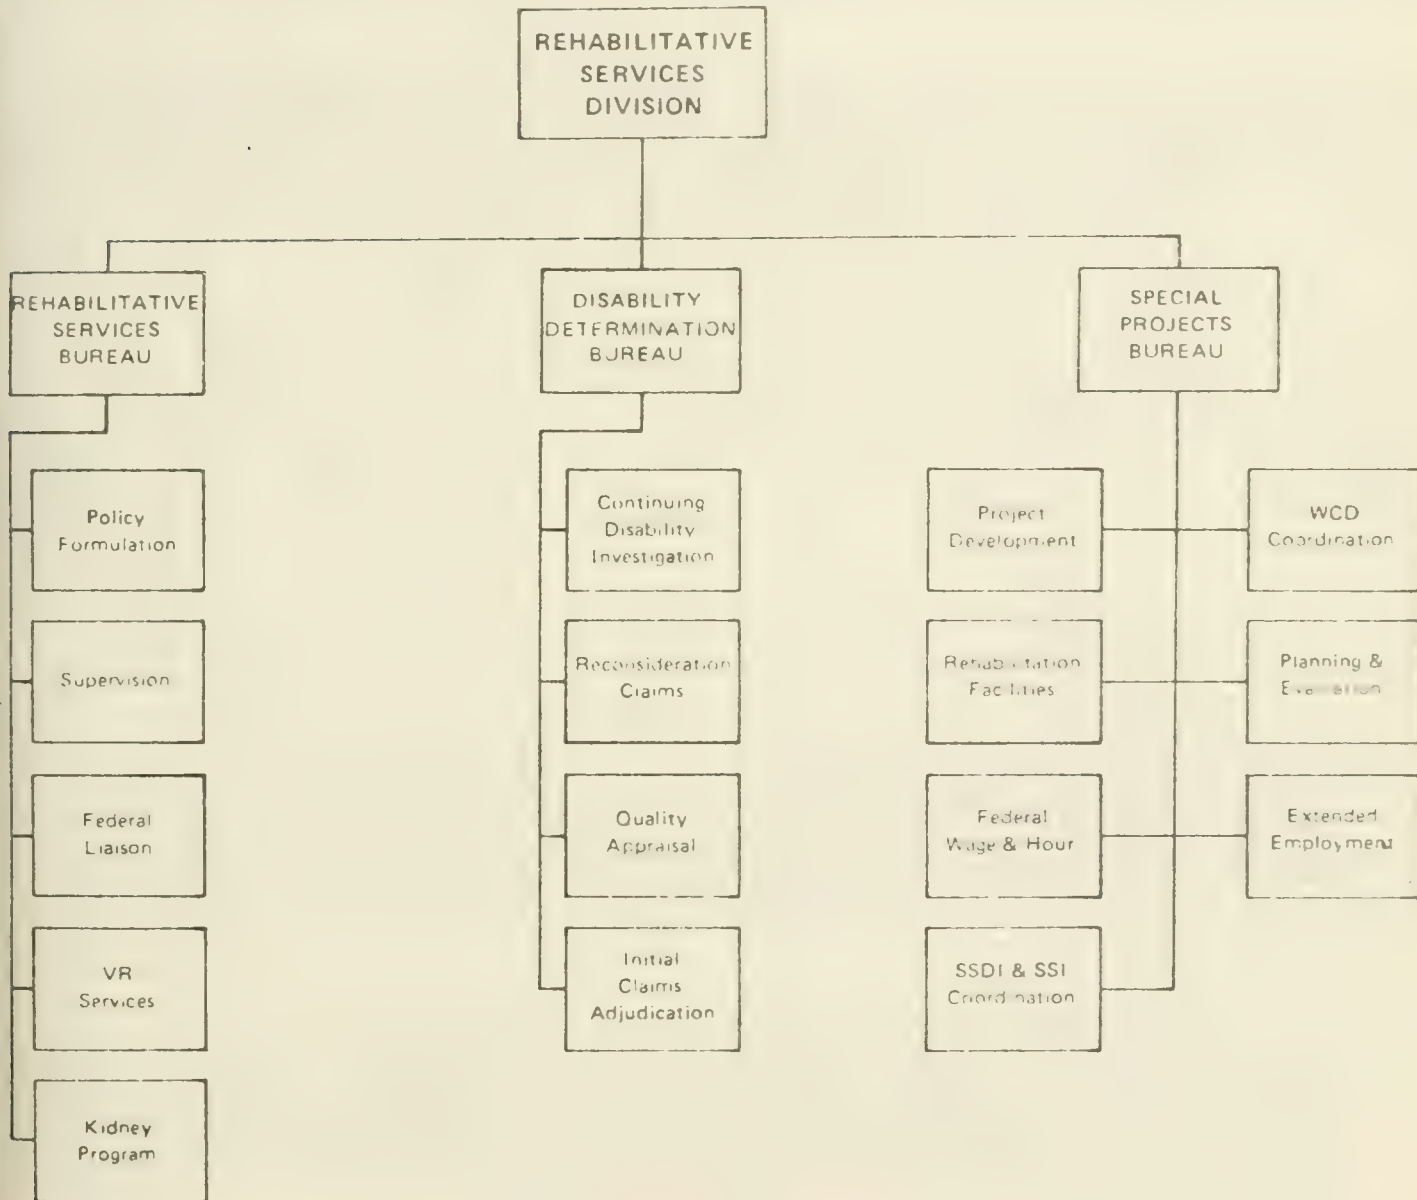 REHABILITATIVE
SERVICES
DIVISION
REHABILITATIVE
SERVICES
BUREAU
DISABILITY
DETERMINATION
BUREAU
SPECIAL
PROJECTS
BUREAU
Policy
Formulation
Supervision
Federal
Liaison
VR
Services
Kidney
Program
Continuing
Disability
Investigation
Reconsideration
Claims
Quality
Appraisal
Initial
Claims
Adjudication
Project
Development
Rehabilitation
Facilities
Federal
Wage & Hour
SSDI & SSI
Coordination
WCD
Coordination
Planning &
Evaluation
Extended
Employment